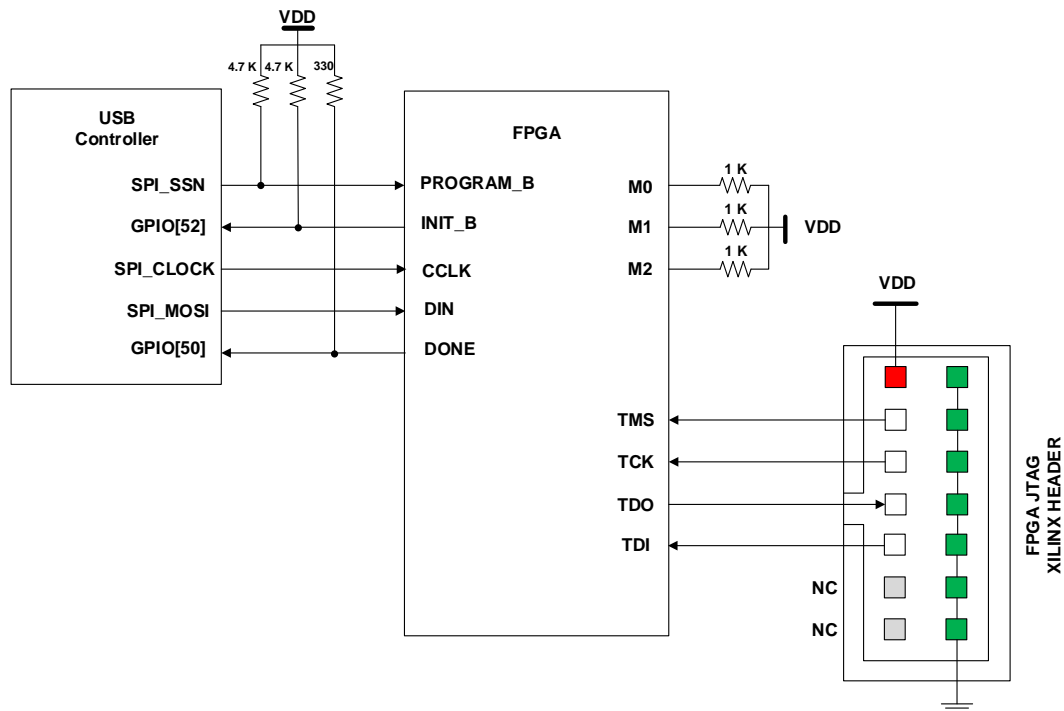 VDD
4.7 K 4.7 K 330
USB
Controller
SPI_SSN
GPIO[52]
SPI_CLOCK
SPI_MOSI
GPIO[50]
FPGA
PROGRAM_B
INIT_B
CCLK
DIN
DONE
M0
M1
M2
1 K
1 K
1 K
VDD
TMS
TCK
TDO
TDI
VDD
NC
NC
FPGA JTAG
XILINX HEADER